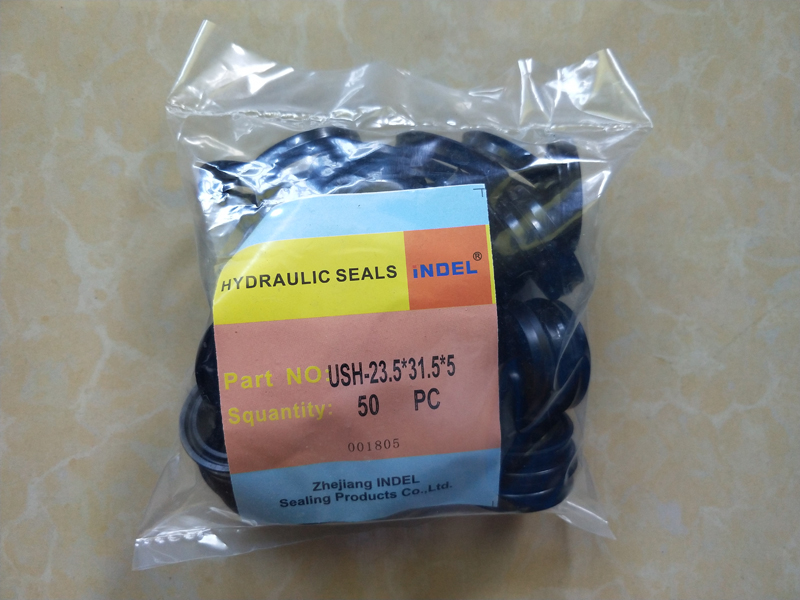 HYDRAULIC SEALS iNDEL®
Part NO: USH-23.5*31.5*5
Squantity: 50 PC
001805
Zhejiang INDEL
Sealing Products Co.,Ltd.